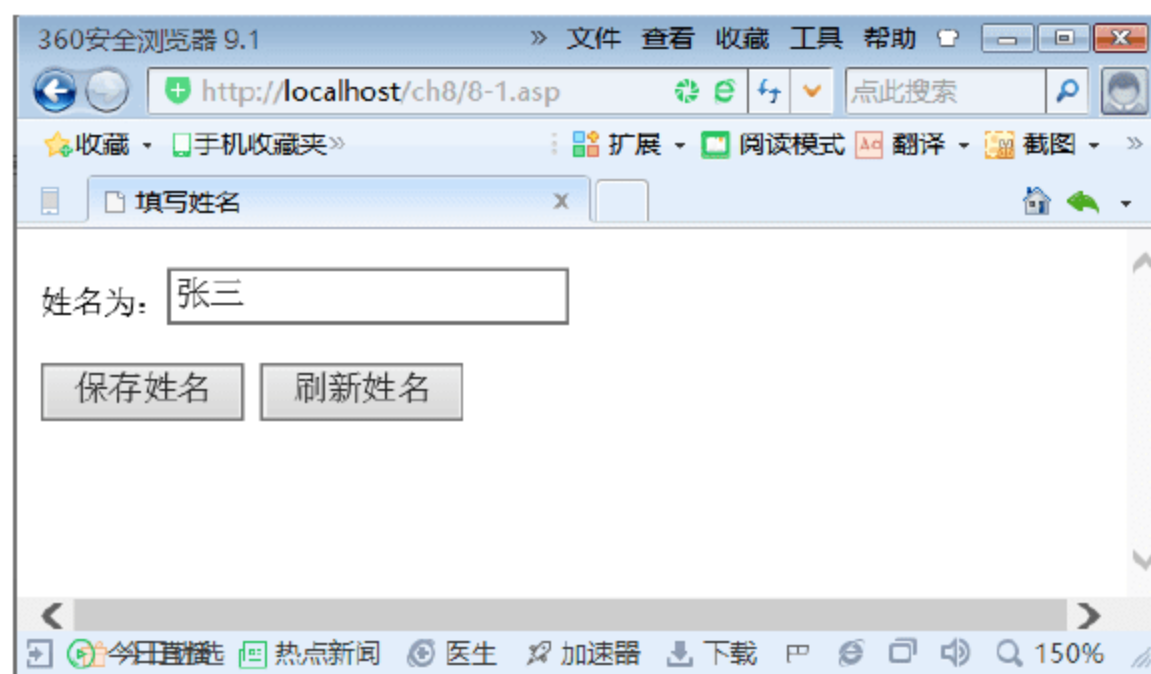 360安全浏览器 9.1 » 文件 查看 收藏 工具 帮助
http://localhost/ch8/8-1.asp 点此搜索
收藏 手机收藏夹» 扩展 阅读模式 翻译 截图 »
填写姓名 x
姓名为：张三
保存姓名 刷新姓名
热点新闻 医生 加速器 下载 150%